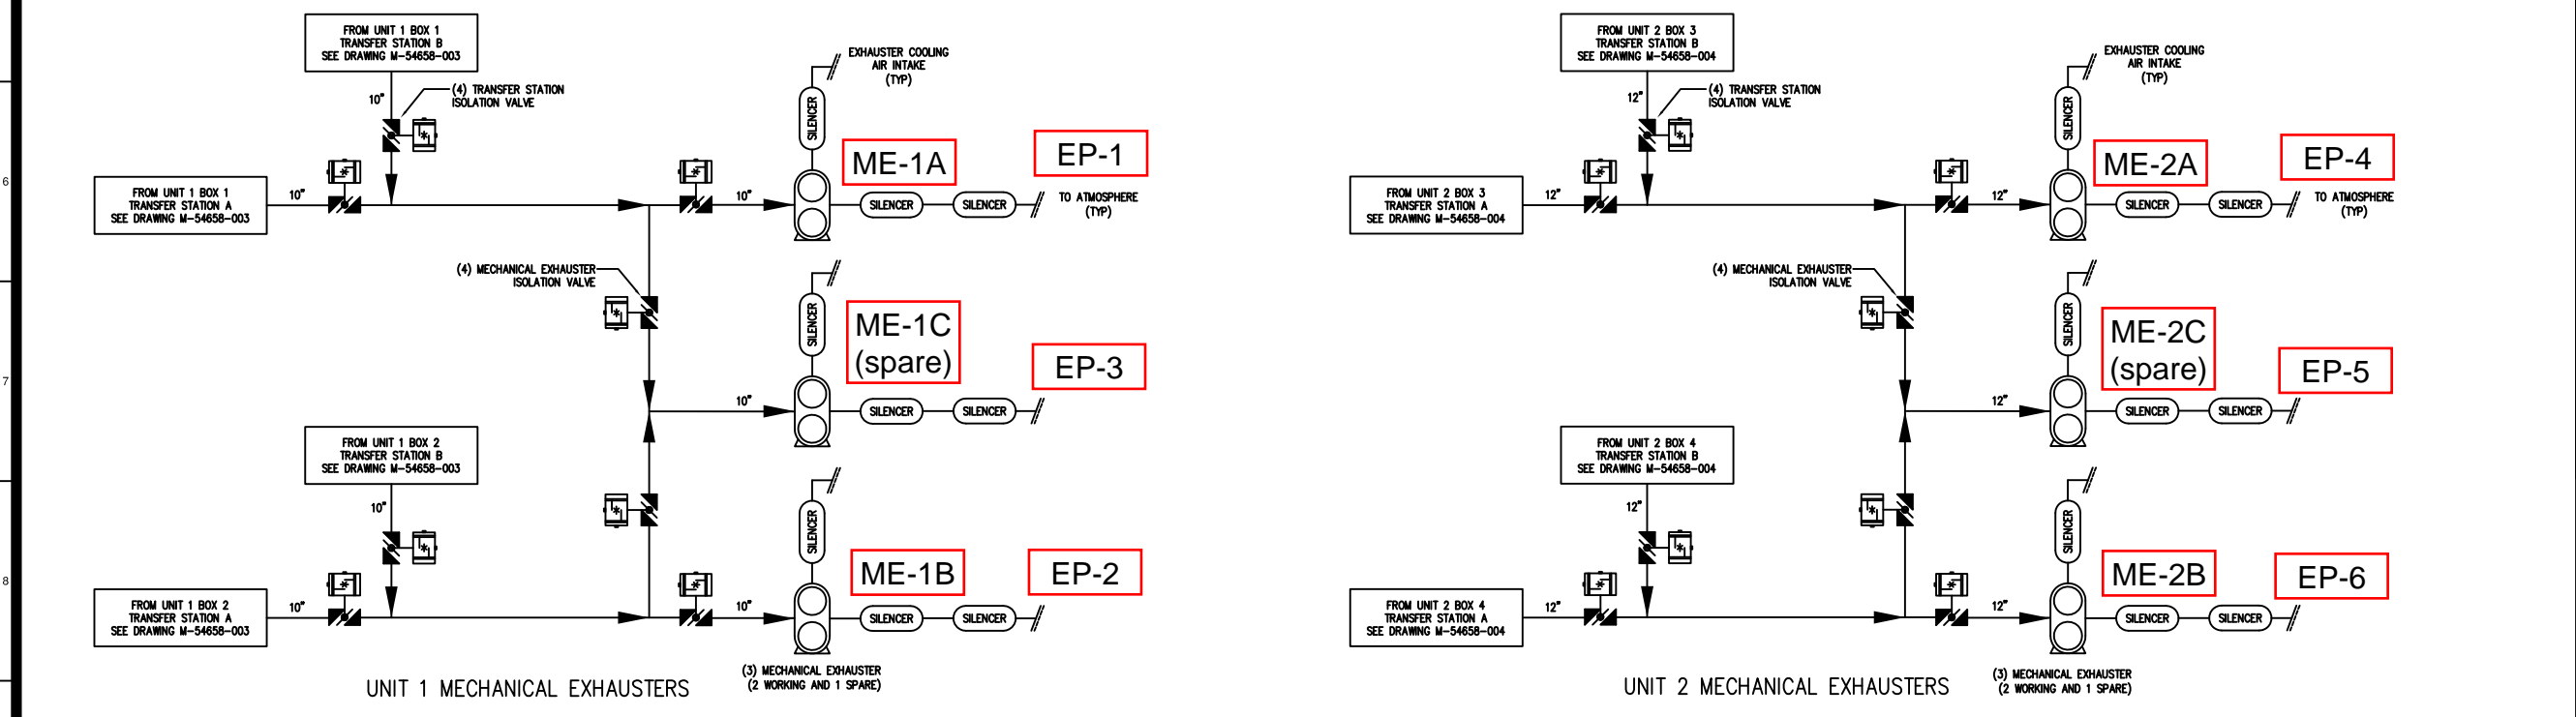 FROM UNIT 1 BOX 1
TRANSFER STATION B
SEE DRAWING M-54658-003
10"
(4) TRANSFER STATION
ISOLATION VALVE
EXHAUSTER COOLING
AIR INTAKE
(TYP)
SILENCER
ME-1A
EP-1
6
FROM UNIT 1 BOX 1
TRANSFER STATION A
SEE DRAWING M-54658-003
10"
10"
SILENCER
SILENCER
TO ATMOSPHERE
(TYP)
(4) MECHANICAL EXHAUSTER
ISOLATION VALVE
SILENCER
ME-1C
(spare)
EP-3
7
10"
SILENCER
SILENCER
FROM UNIT 1 BOX 2
TRANSFER STATION B
SEE DRAWING M-54658-003
10"
SILENCER
ME-1B
EP-2
8
FROM UNIT 1 BOX 2
TRANSFER STATION A
SEE DRAWING M-54658-003
10"
10"
SILENCER
SILENCER
(3) MECHANICAL EXHAUSTER
(2 WORKING AND 1 SPARE)
UNIT 1 MECHANICAL EXHAUSTERS
FROM UNIT 2 BOX 3
TRANSFER STATION B
SEE DRAWING M-54658-004
12"
(4) TRANSFER STATION
ISOLATION VALVE
EXHAUSTER COOLING
AIR INTAKE
(TYP)
SILENCER
ME-2A
EP-4
FROM UNIT 2 BOX 3
TRANSFER STATION A
SEE DRAWING M-54658-004
12"
12"
SILENCER
SILENCER
TO ATMOSPHERE
(TYP)
(4) MECHANICAL EXHAUSTER
ISOLATION VALVE
SILENCER
ME-2C
(spare)
EP-5
12"
SILENCER
SILENCER
FROM UNIT 2 BOX 4
TRANSFER STATION B
SEE DRAWING M-54658-004
12"
SILENCER
ME-2B
EP-6
FROM UNIT 2 BOX 4
TRANSFER STATION A
SEE DRAWING M-54658-004
12"
12"
SILENCER
SILENCER
(3) MECHANICAL EXHAUSTER
(2 WORKING AND 1 SPARE)
UNIT 2 MECHANICAL EXHAUSTERS